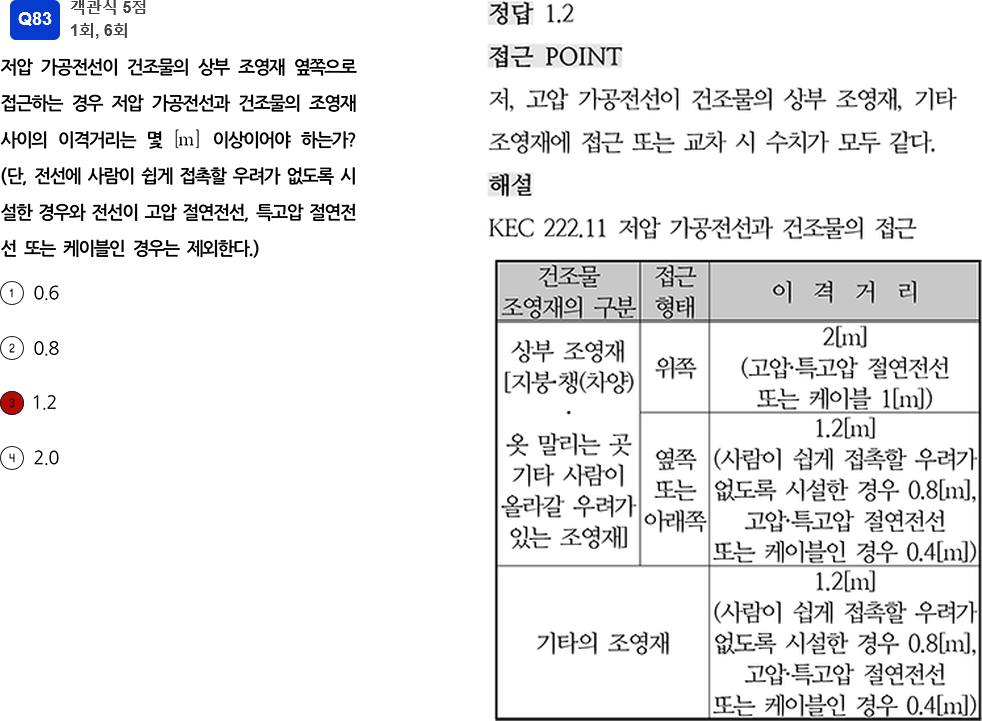 Q83
객관식 5점
1회, 6회
저압 가공전선이 건조물의 상부 조영재 옆쪽으로
접근하는 경우 저압 가공전선과 건조물의 조영재
사이의 이격거리는 몇 [m] 이상이어야 하는가?
(단, 전선에 사람이 쉽게 접촉할 우려가 없도록 시
설한 경우와 전선이 고압 절연전선, 특고압 절연전
선 또는 케이블인 경우는 제외한다.)
1 0.6
2 0.8
3 1.2
4 2.0
정답 1.2
접근 POINT
저, 고압 가공전선이 건조물의 상부 조영재, 기타
조영재에 접근 또는 교차 시 수치가 모두 같다.
해설
KEC 222.11 저압 가공전선과 건조물의 접근
건조물
조영재의 구분
접근
형태
이 격 거 리
상부 조영재
[지붕·챙(차양)
·
옷 말리는 곳
기타 사람이
올라갈 우려가
있는 조영재]
위쪽
2[m]
(고압·특고압 절연전선
또는 케이블 1[m])
옆쪽
또는
아래쪽
1.2[m]
(사람이 쉽게 접촉할 우려가
없도록 시설한 경우 0.8[m],
고압·특고압 절연전선
또는 케이블인 경우 0.4[m])
기타의 조영재
1.2[m]
(사람이 쉽게 접촉할 우려가
없도록 시설한 경우 0.8[m],
고압·특고압 절연전선
또는 케이블인 경우 0.4[m])